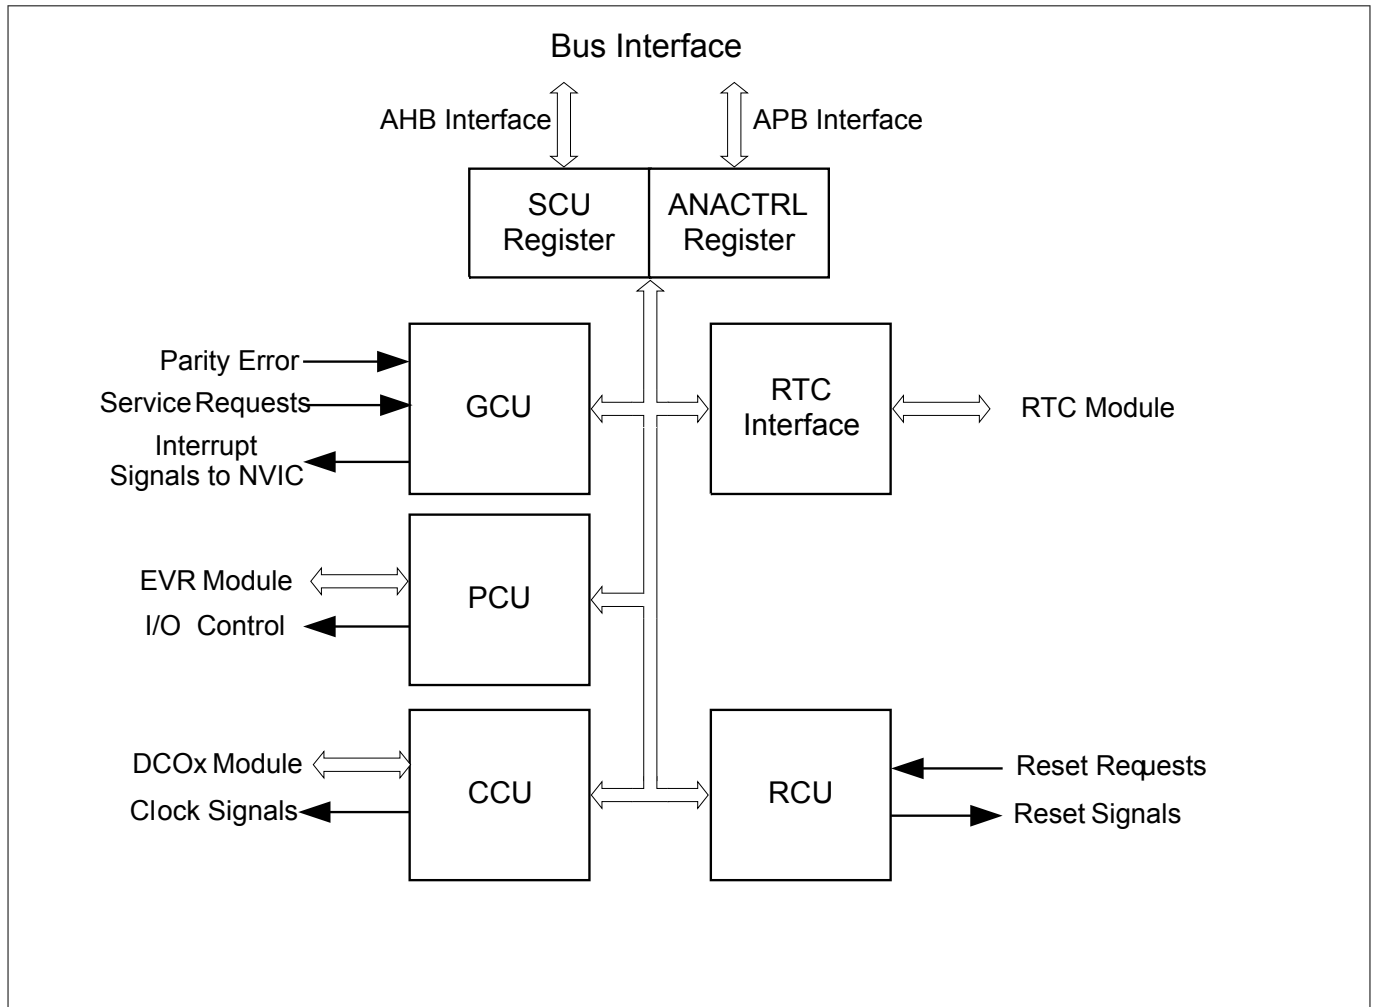 Bus Interface
AHB Interface
APB Interface
SCU
Register
ANACTRL
Register
Parity Error
Service Requests
Interrupt
Signals to NVIC
GCU
RTC
Interface
RTC Module
EVR Module
I/O Control
PCU
DCOx Module
Clock Signals
CCU
RCU
Reset Requests
Reset Signals